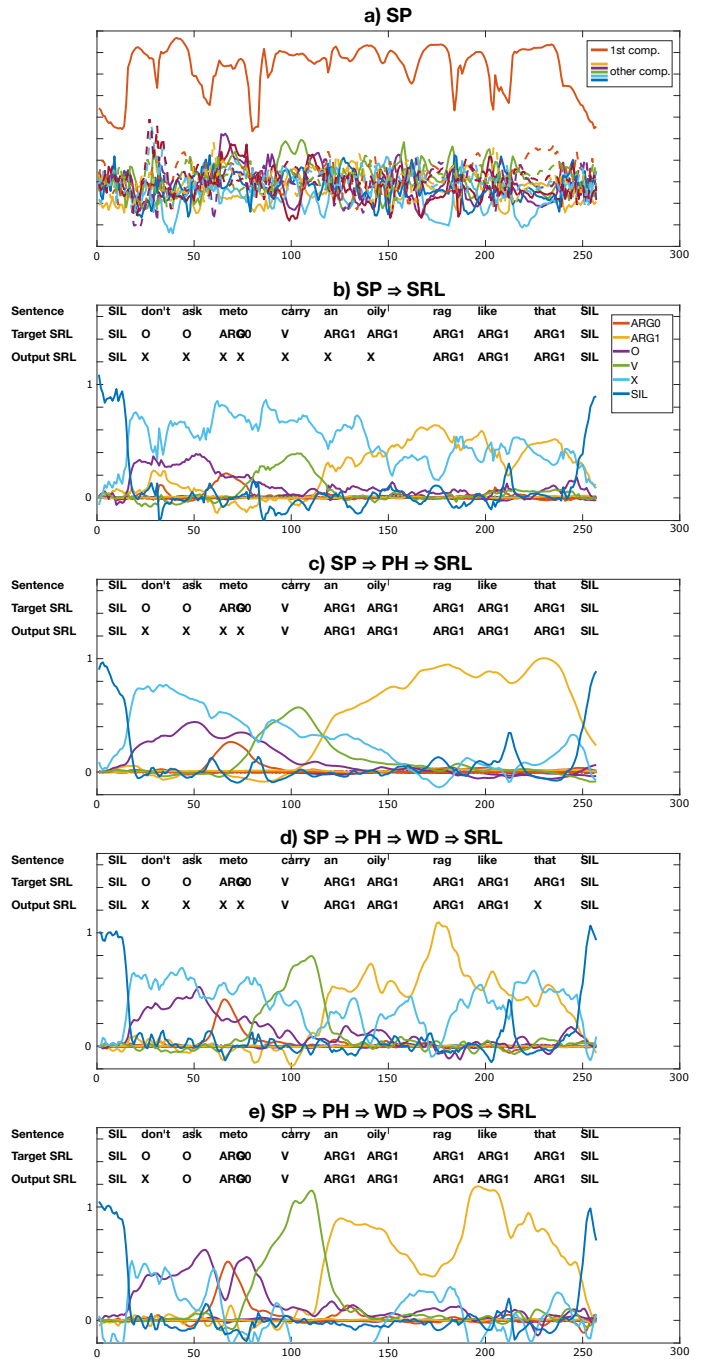 a) SP
1st comp.
other comp.
0 50 100 150 200 250 300
b) SP ⇒ SRL
Sentence SIL don't ask me to carry an oily rag like that SIL
Target SRL SIL O O ARG0 O V ARG1 ARG1 ARG1 ARG1 ARG1 SIL
Output SRL SIL X X X X X X X ARG1 ARG1 ARG1 SIL
ARG0
ARG1
O
V
X
SIL
1
0
0 50 100 150 200 250 300
c) SP ⇒ PH ⇒ SRL
Sentence SIL don't ask me to carry an oily rag like that SIL
Target SRL SIL O O ARG0 O V ARG1 ARG1 ARG1 ARG1 ARG1 SIL
Output SRL SIL X X X X V ARG1 ARG1 ARG1 ARG1 ARG1 SIL
1
0
0 50 100 150 200 250 300
d) SP ⇒ PH ⇒ WD ⇒ SRL
Sentence SIL don't ask me to carry an oily rag like that SIL
Target SRL SIL O O ARG0 O V ARG1 ARG1 ARG1 ARG1 ARG1 SIL
Output SRL SIL X X X X V ARG1 ARG1 ARG1 ARG1 X SIL
1
0
0 50 100 150 200 250 300
e) SP ⇒ PH ⇒ WD ⇒ POS ⇒ SRL
Sentence SIL don't ask me to carry an oily rag like that SIL
Target SRL SIL O O ARG0 O V ARG1 ARG1 ARG1 ARG1 ARG1 SIL
Output SRL SIL X O ARG0 O V ARG1 ARG1 ARG1 ARG1 ARG1 SIL
1
0
0 50 100 150 200 250 300